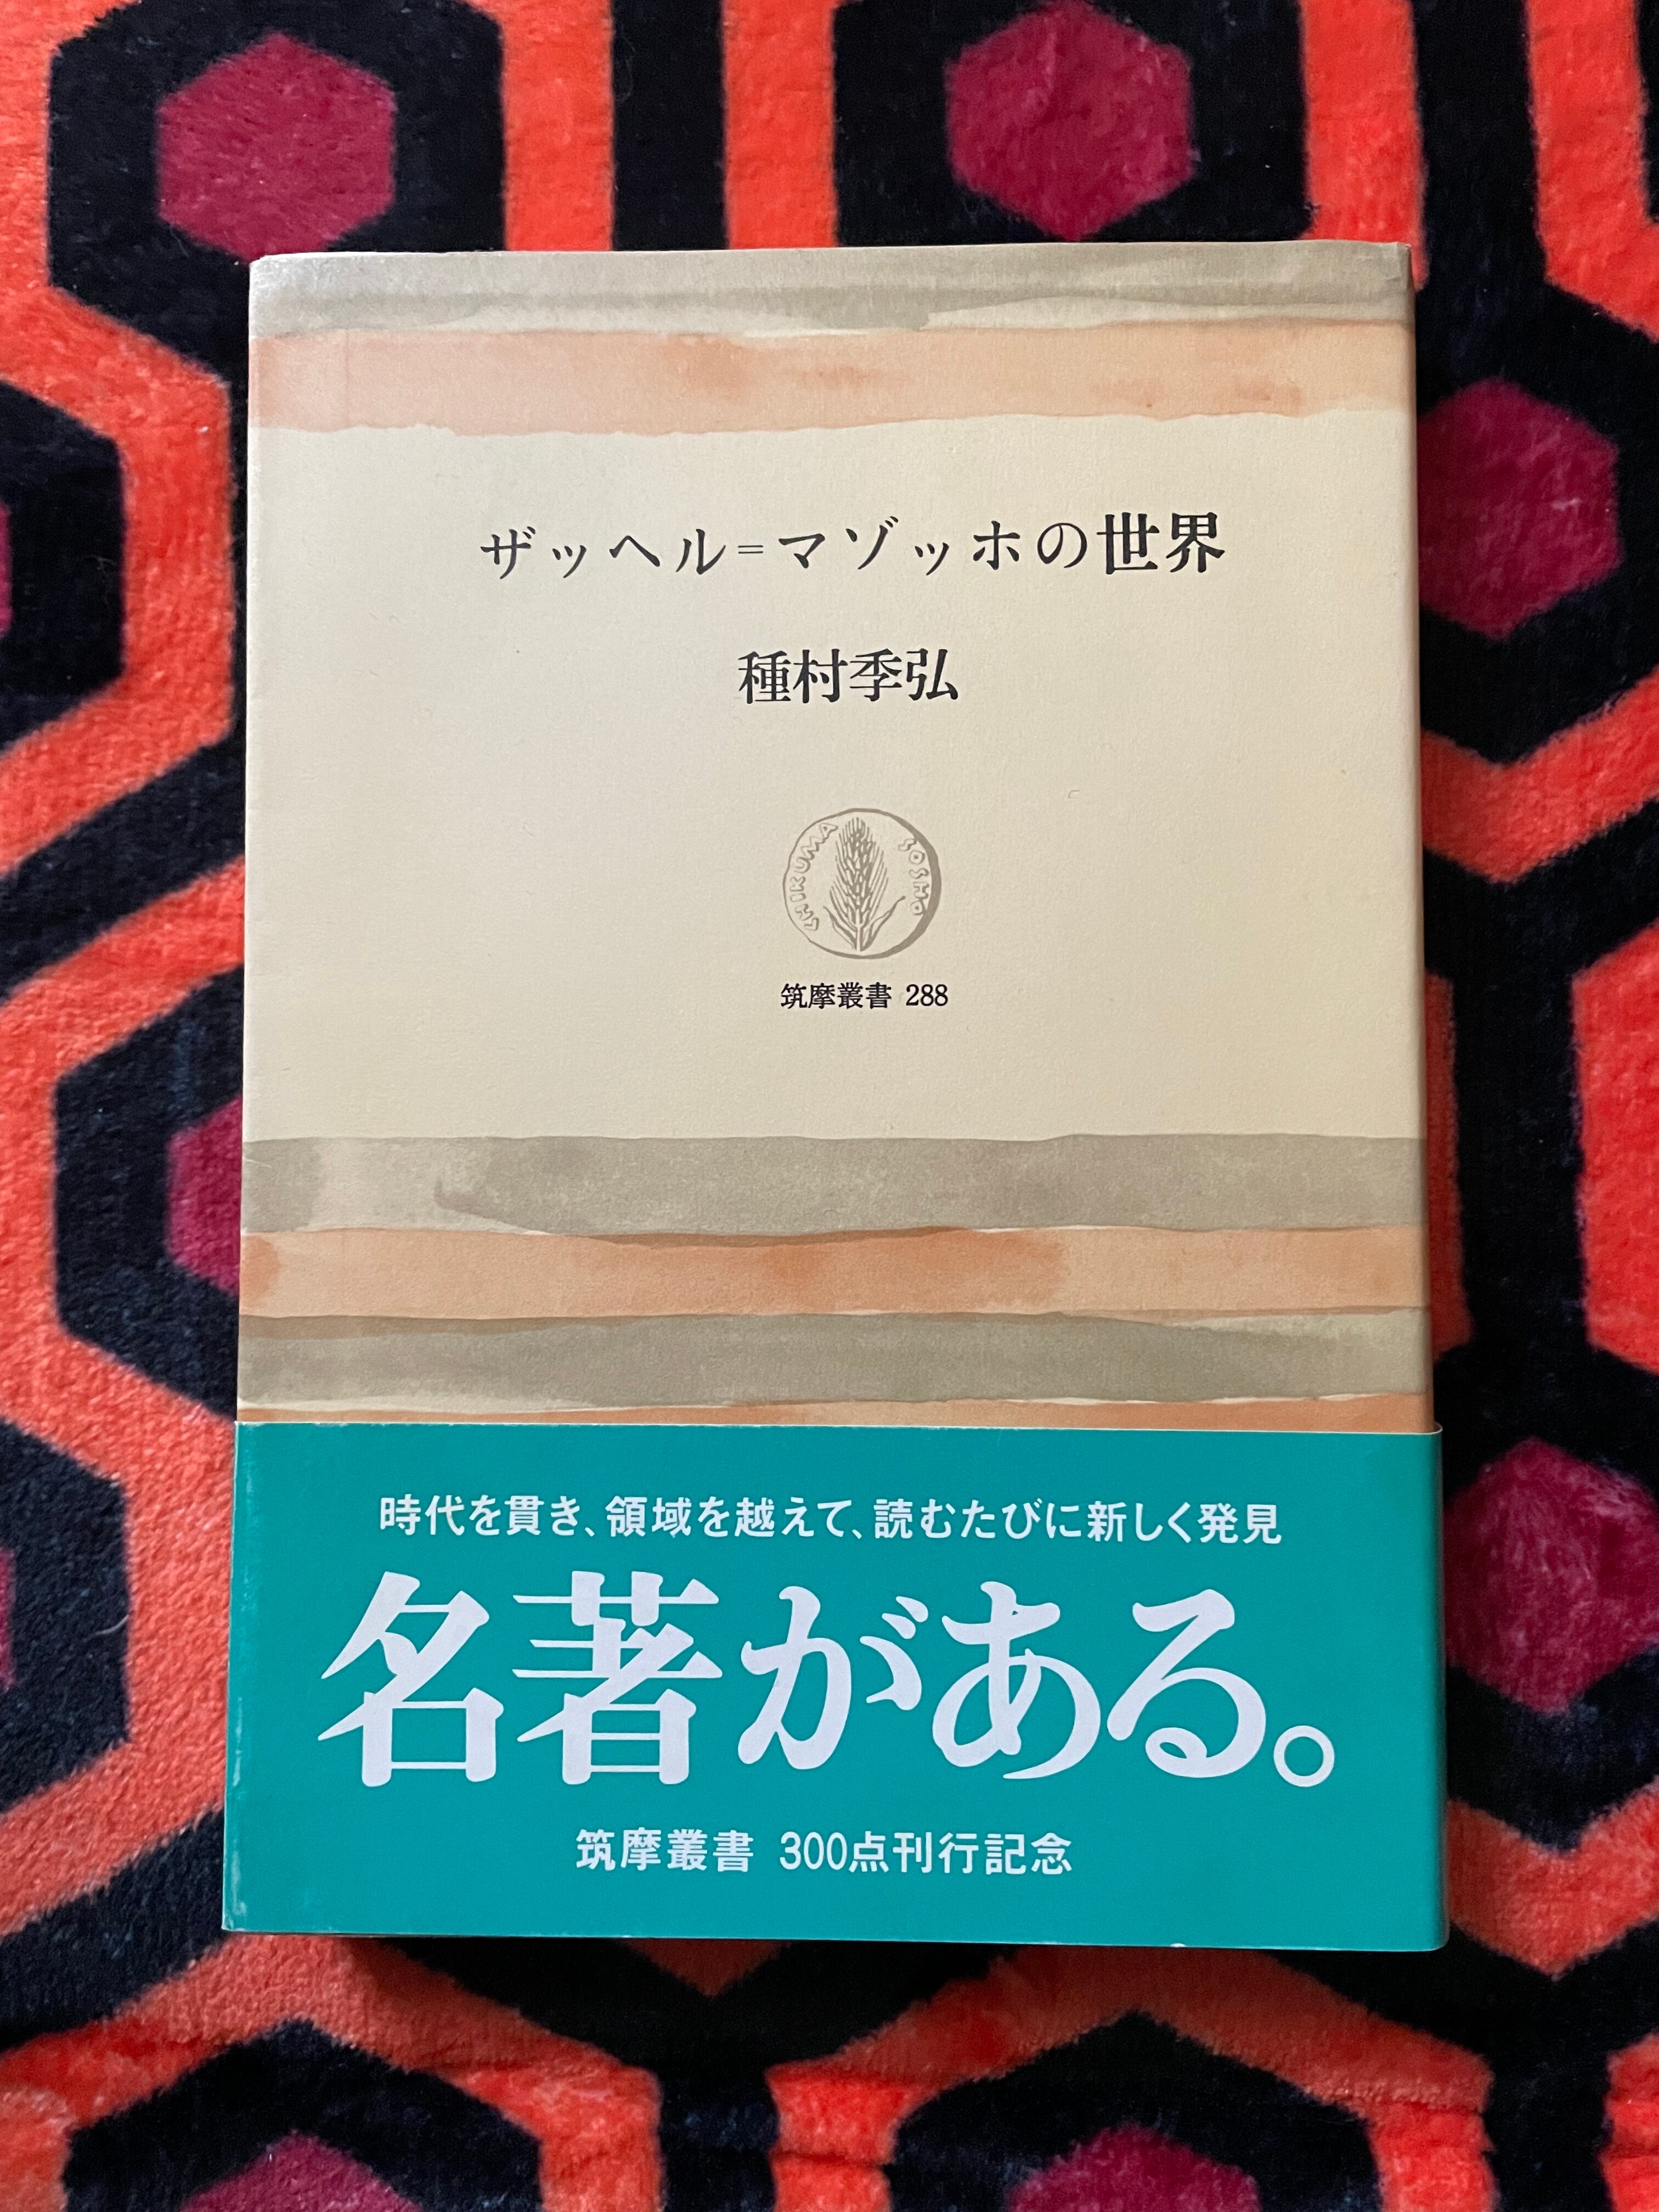 ザッヘル=マゾッホの世界
種村季弘
CHIKUMA SOSHO
筑摩叢書 288
時代を貫き、領域を越えて、読むたびに新しく発見
名著がある。
筑摩叢書 300点刊行記念